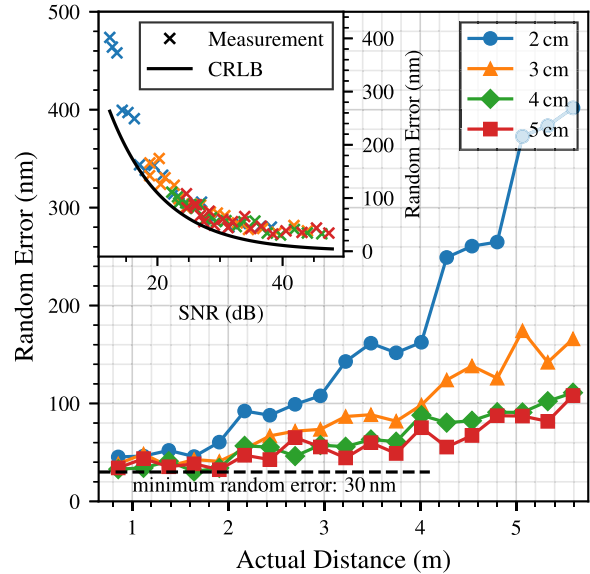 500
400
300
200
100
0
Random Error (nm)
Measurement
CRLB
400
300
200
100
0
Random Error (nm)
20
40
SNR (dB)
2 cm
3 cm
4 cm
5 cm
minimum random error: 30 nm
1
2
3
4
5
Actual Distance (m)